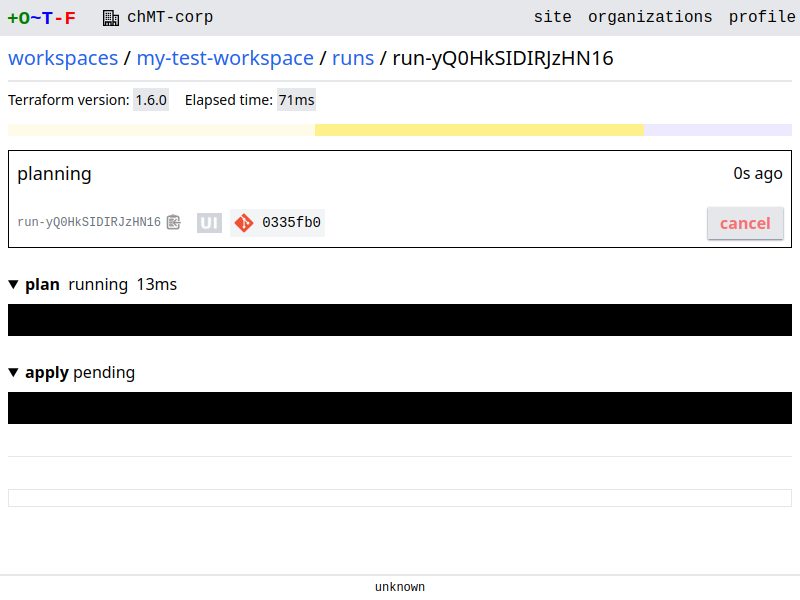 +O~T-F chMT-corp site organizations profile
workspaces / my-test-workspace / runs / run-yQ0HkSIDIRJzHN16
Terraform version: 1.6.0 Elapsed time: 71ms
planning 0s ago
run-yQ0HkSIDIRJzHN16 UI 0335fb0 cancel
plan running 13ms
apply pending
unknown